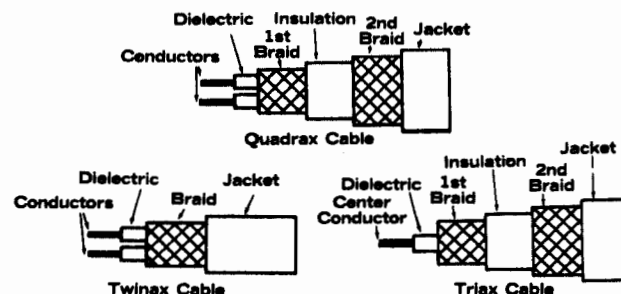 Dielectric
Insulation
1st
Braid
2nd
Braid
Jacket
Conductors
Quadrax Cable
Dielectric
Braid
Jacket
Conductors
Twinax Cable
Insulation
Jacket
Dielectric
1st
Braid
2nd
Braid
Center
Conductor
Triax Cable